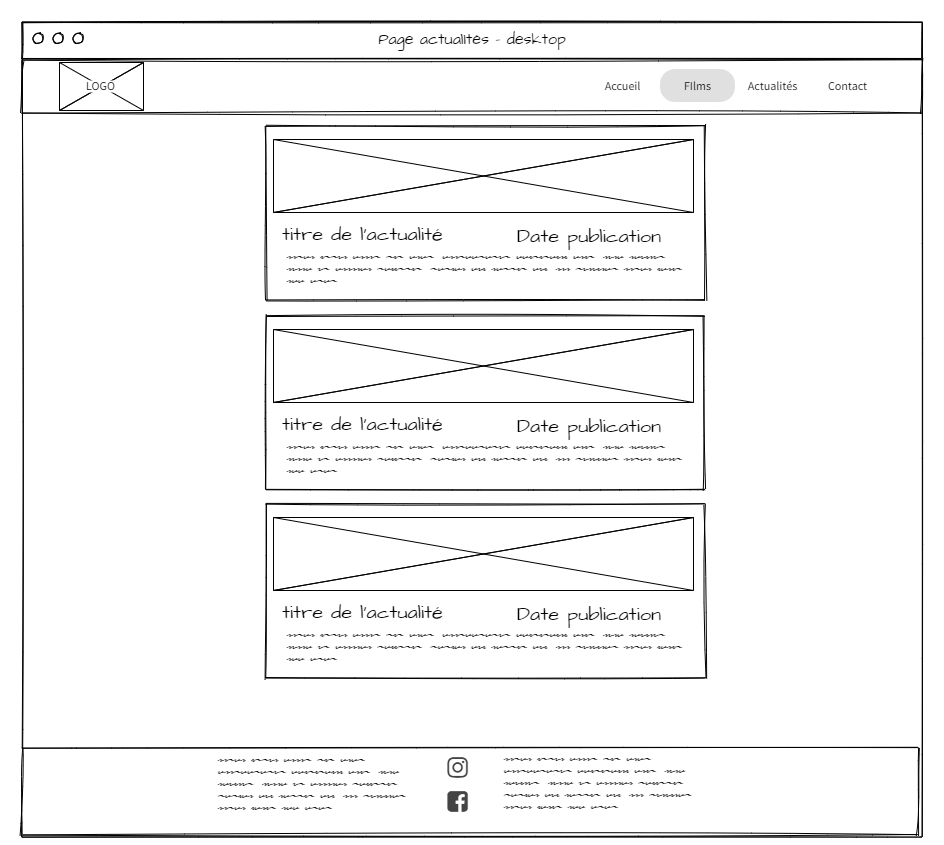 Page actualités - desktop
LOGO
Accueil FIlms Actualités Contact
titre de l'actualité Date publication
titre de l'actualité Date publication
titre de l'actualité Date publication